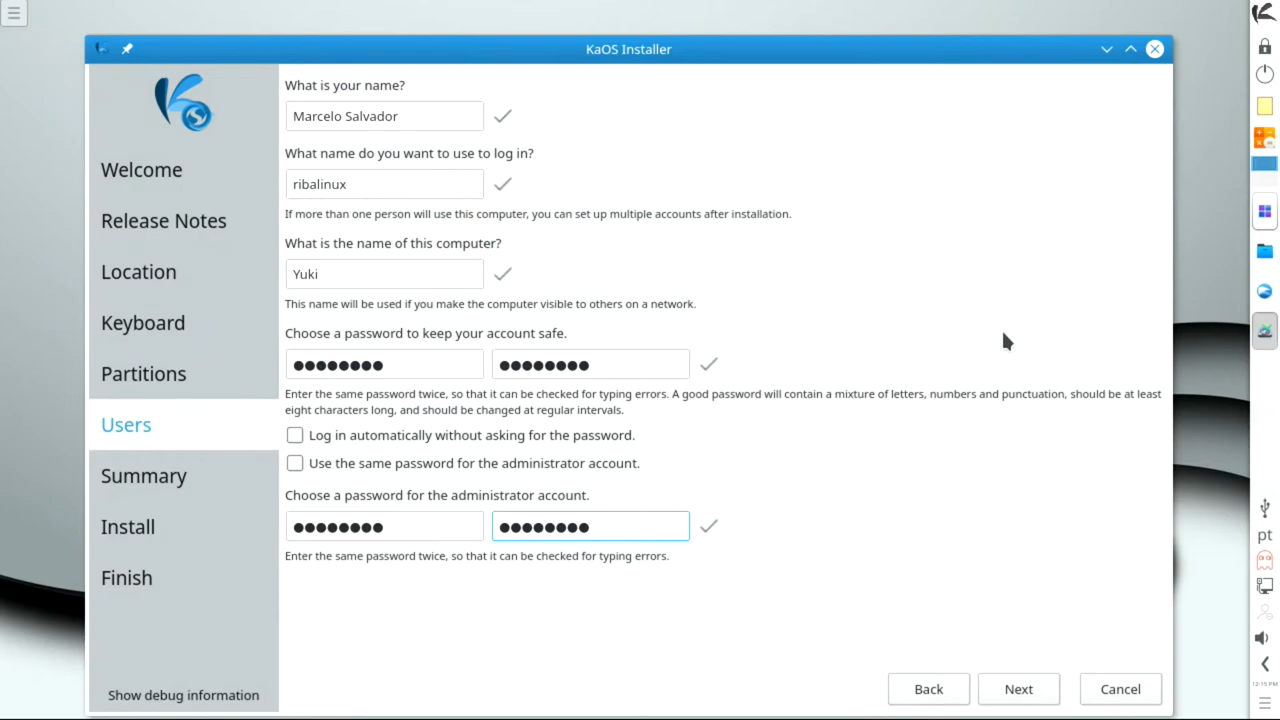 KaOS Installer
Welcome
Release Notes
Location
Keyboard
Partitions
Users
Summary
Install
Finish
Show debug information
What is your name?
Marcelo Salvador
What name do you want to use to log in?
ribalinux
If more than one person will use this computer, you can set up multiple accounts after installation.
What is the name of this computer?
Yuki
This name will be used if you make the computer visible to others on a network.
Choose a password to keep your account safe.
●●●●●●●● ●●●●●●●●
Enter the same password twice, so that it can be checked for typing errors. A good password will contain a mixture of letters, numbers and punctuation, should be at least
eight characters long, and should be changed at regular intervals.
Log in automatically without asking for the password.
Use the same password for the administrator account.
Choose a password for the administrator account.
●●●●●●●● ●●●●●●●●
Enter the same password twice, so that it can be checked for typing errors.
Back Next Cancel
pt
12:15 PM